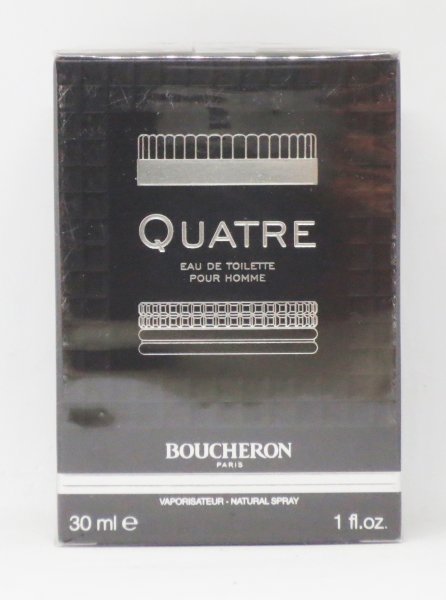 QUATRE
EAU DE TOILETTE
POUR HOMME
BOUCHERON
PARIS
VAPORISATEUR - NATURAL SPRAY
30 ml ℮ 1 fl.oz.